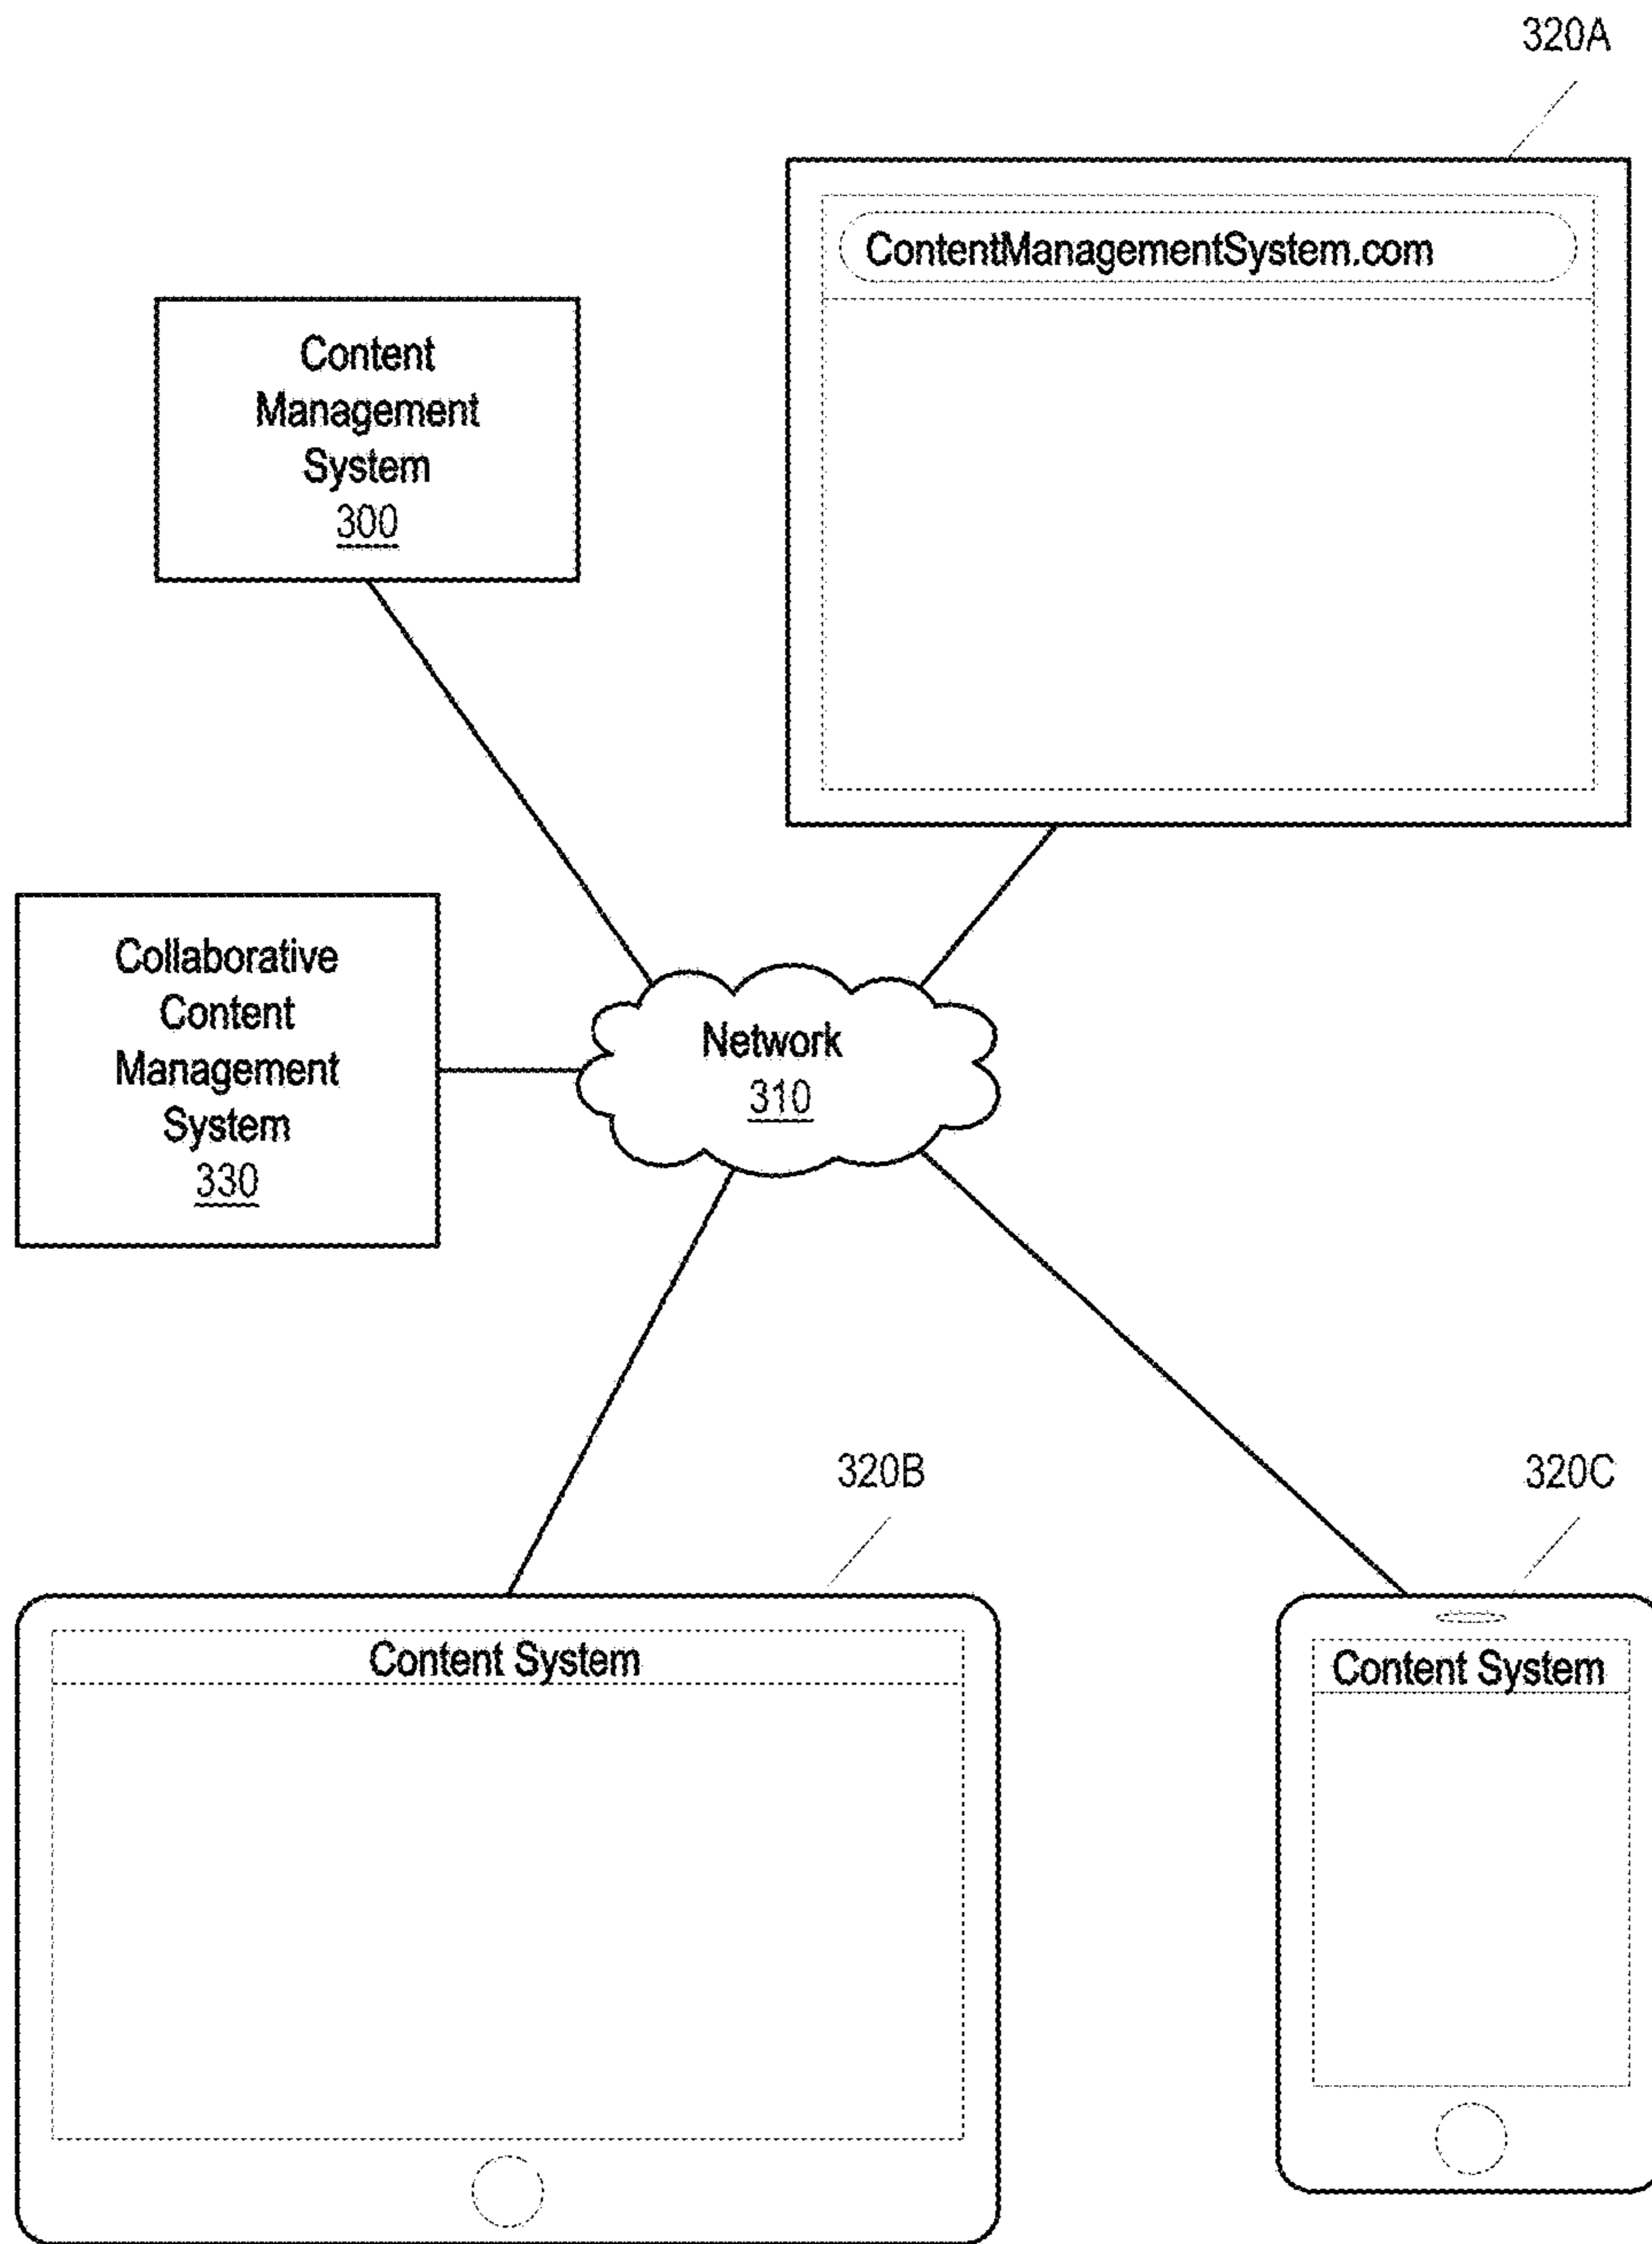 320A
ContentManagementSystem.com
Content
Management
System
300
Collaborative
Content
Management
System
330
Network
310
320B
320C
Content System
Content System